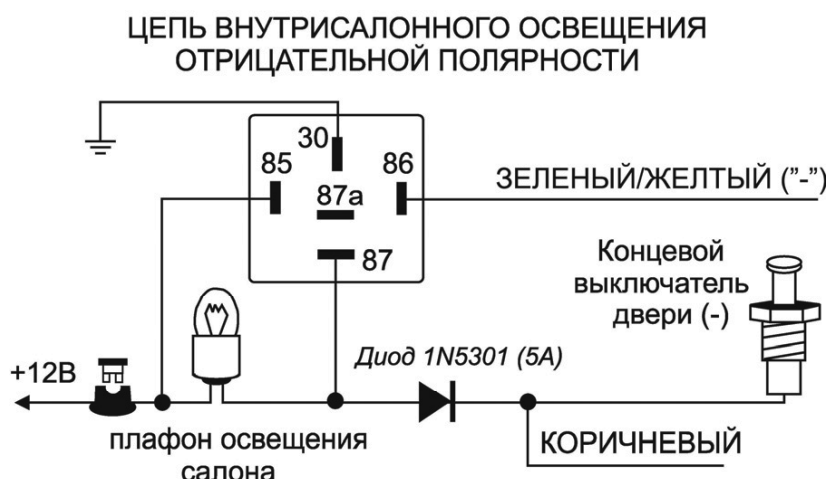 ЦЕПЬ ВНУТРИСАЛОННОГО ОСВЕЩЕНИЯ
ОТРИЦАТЕЛЬНОЙ ПОЛЯРНОСТИ
30
85
86
87а
87
ЗЕЛЕНЫЙ/ЖЕЛТЫЙ ("-")
Концевой
выключатель
двери (-)
Диод 1N5301 (5А)
+12В
плафон освещения
салона
КОРИЧНЕВЫЙ